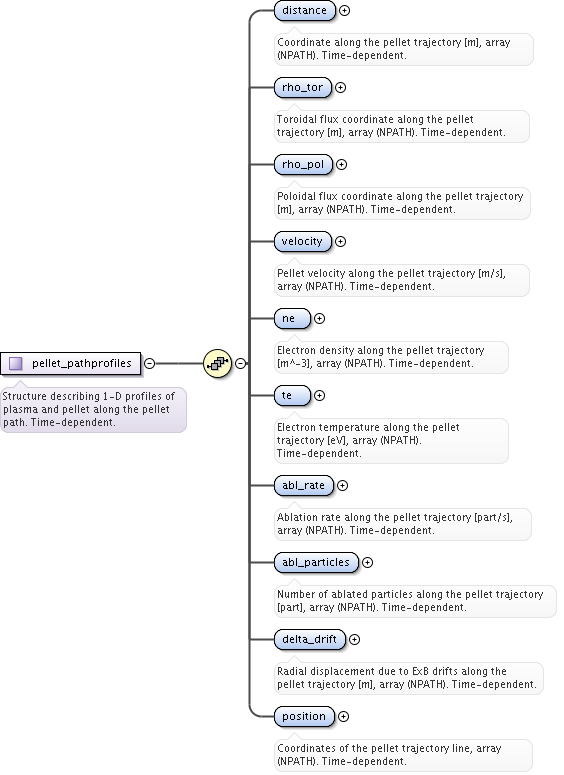 distance
Coordinate along the pellet trajectory [m], array
(NPATH). Time-dependent.
rho_tor
Toroidal flux coordinate along the pellet
trajectory [m], array (NPATH). Time-dependent.
rho_pol
Poloidal flux coordinate along the pellet trajectory
[m], array (NPATH). Time-dependent.
velocity
Pellet velocity along the pellet trajectory [m/s],
array (NPATH). Time-dependent.
ne
Electron density along the pellet trajectory
[m^-3], array (NPATH). Time-dependent.
pellet_pathprofiles
Structure describing 1-D profiles of
plasma and pellet along the pellet
path. Time-dependent.
te
Electron temperature along the pellet
trajectory [eV], array (NPATH).
Time-dependent.
abl_rate
Ablation rate along the pellet trajectory [part/s],
array (NPATH). Time-dependent.
abl_particles
Number of ablated particles along the pellet trajectory
[part], array (NPATH). Time-dependent.
delta_drift
Radial displacement due to ExB drifts along the
pellet trajectory [m], array (NPATH). Time-dependent.
position
Coordinates of the pellet trajectory line, array
(NPATH). Time-dependent.